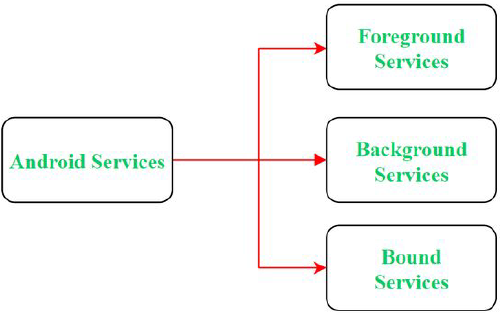 Foreground
Services
Android Services
Background
Services
Bound
Services